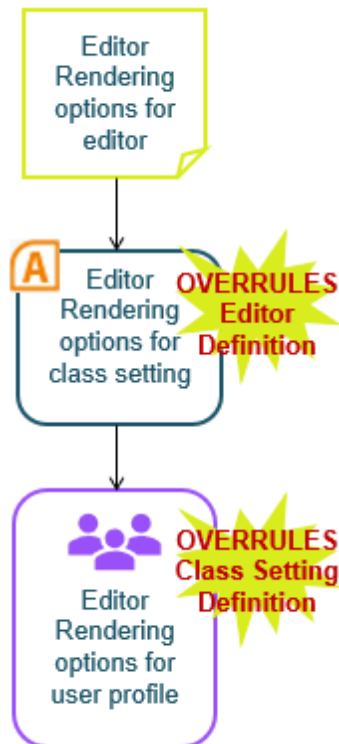 Editor
Rendering
options for
editor
A
Editor
Rendering
options for
class setting
OVERRULES
Editor
Definition
OVERRULES
Class Setting
Definition
Editor
Rendering
options for
user profile